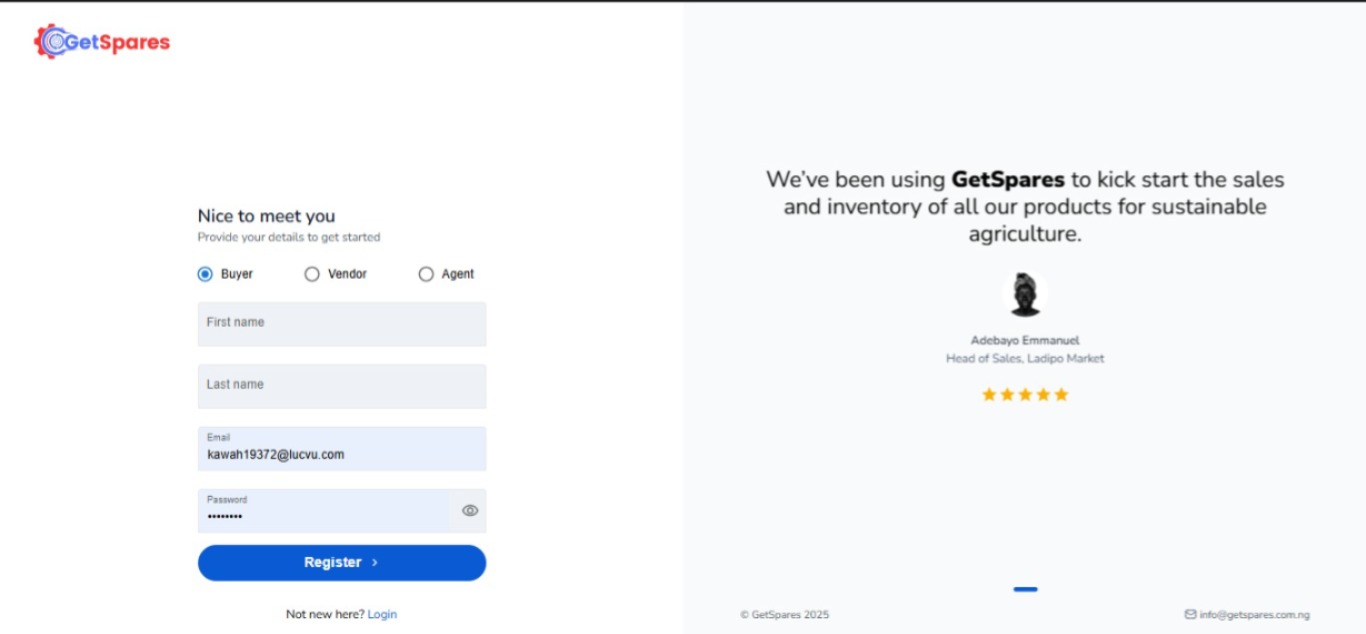 GetSpares
Nice to meet you
Provide your details to get started
Buyer
Vendor
Agent
First name
Last name
Email
kawah19372@lucvu.com
Password
••••••••
Register >
Not new here? Login
We’ve been using GetSpares to kick start the sales
and inventory of all our products for sustainable
agriculture.
Adebayo Emmanuel
Head of Sales, Ladipo Market
© GetSpares 2025
info@getspares.com.ng